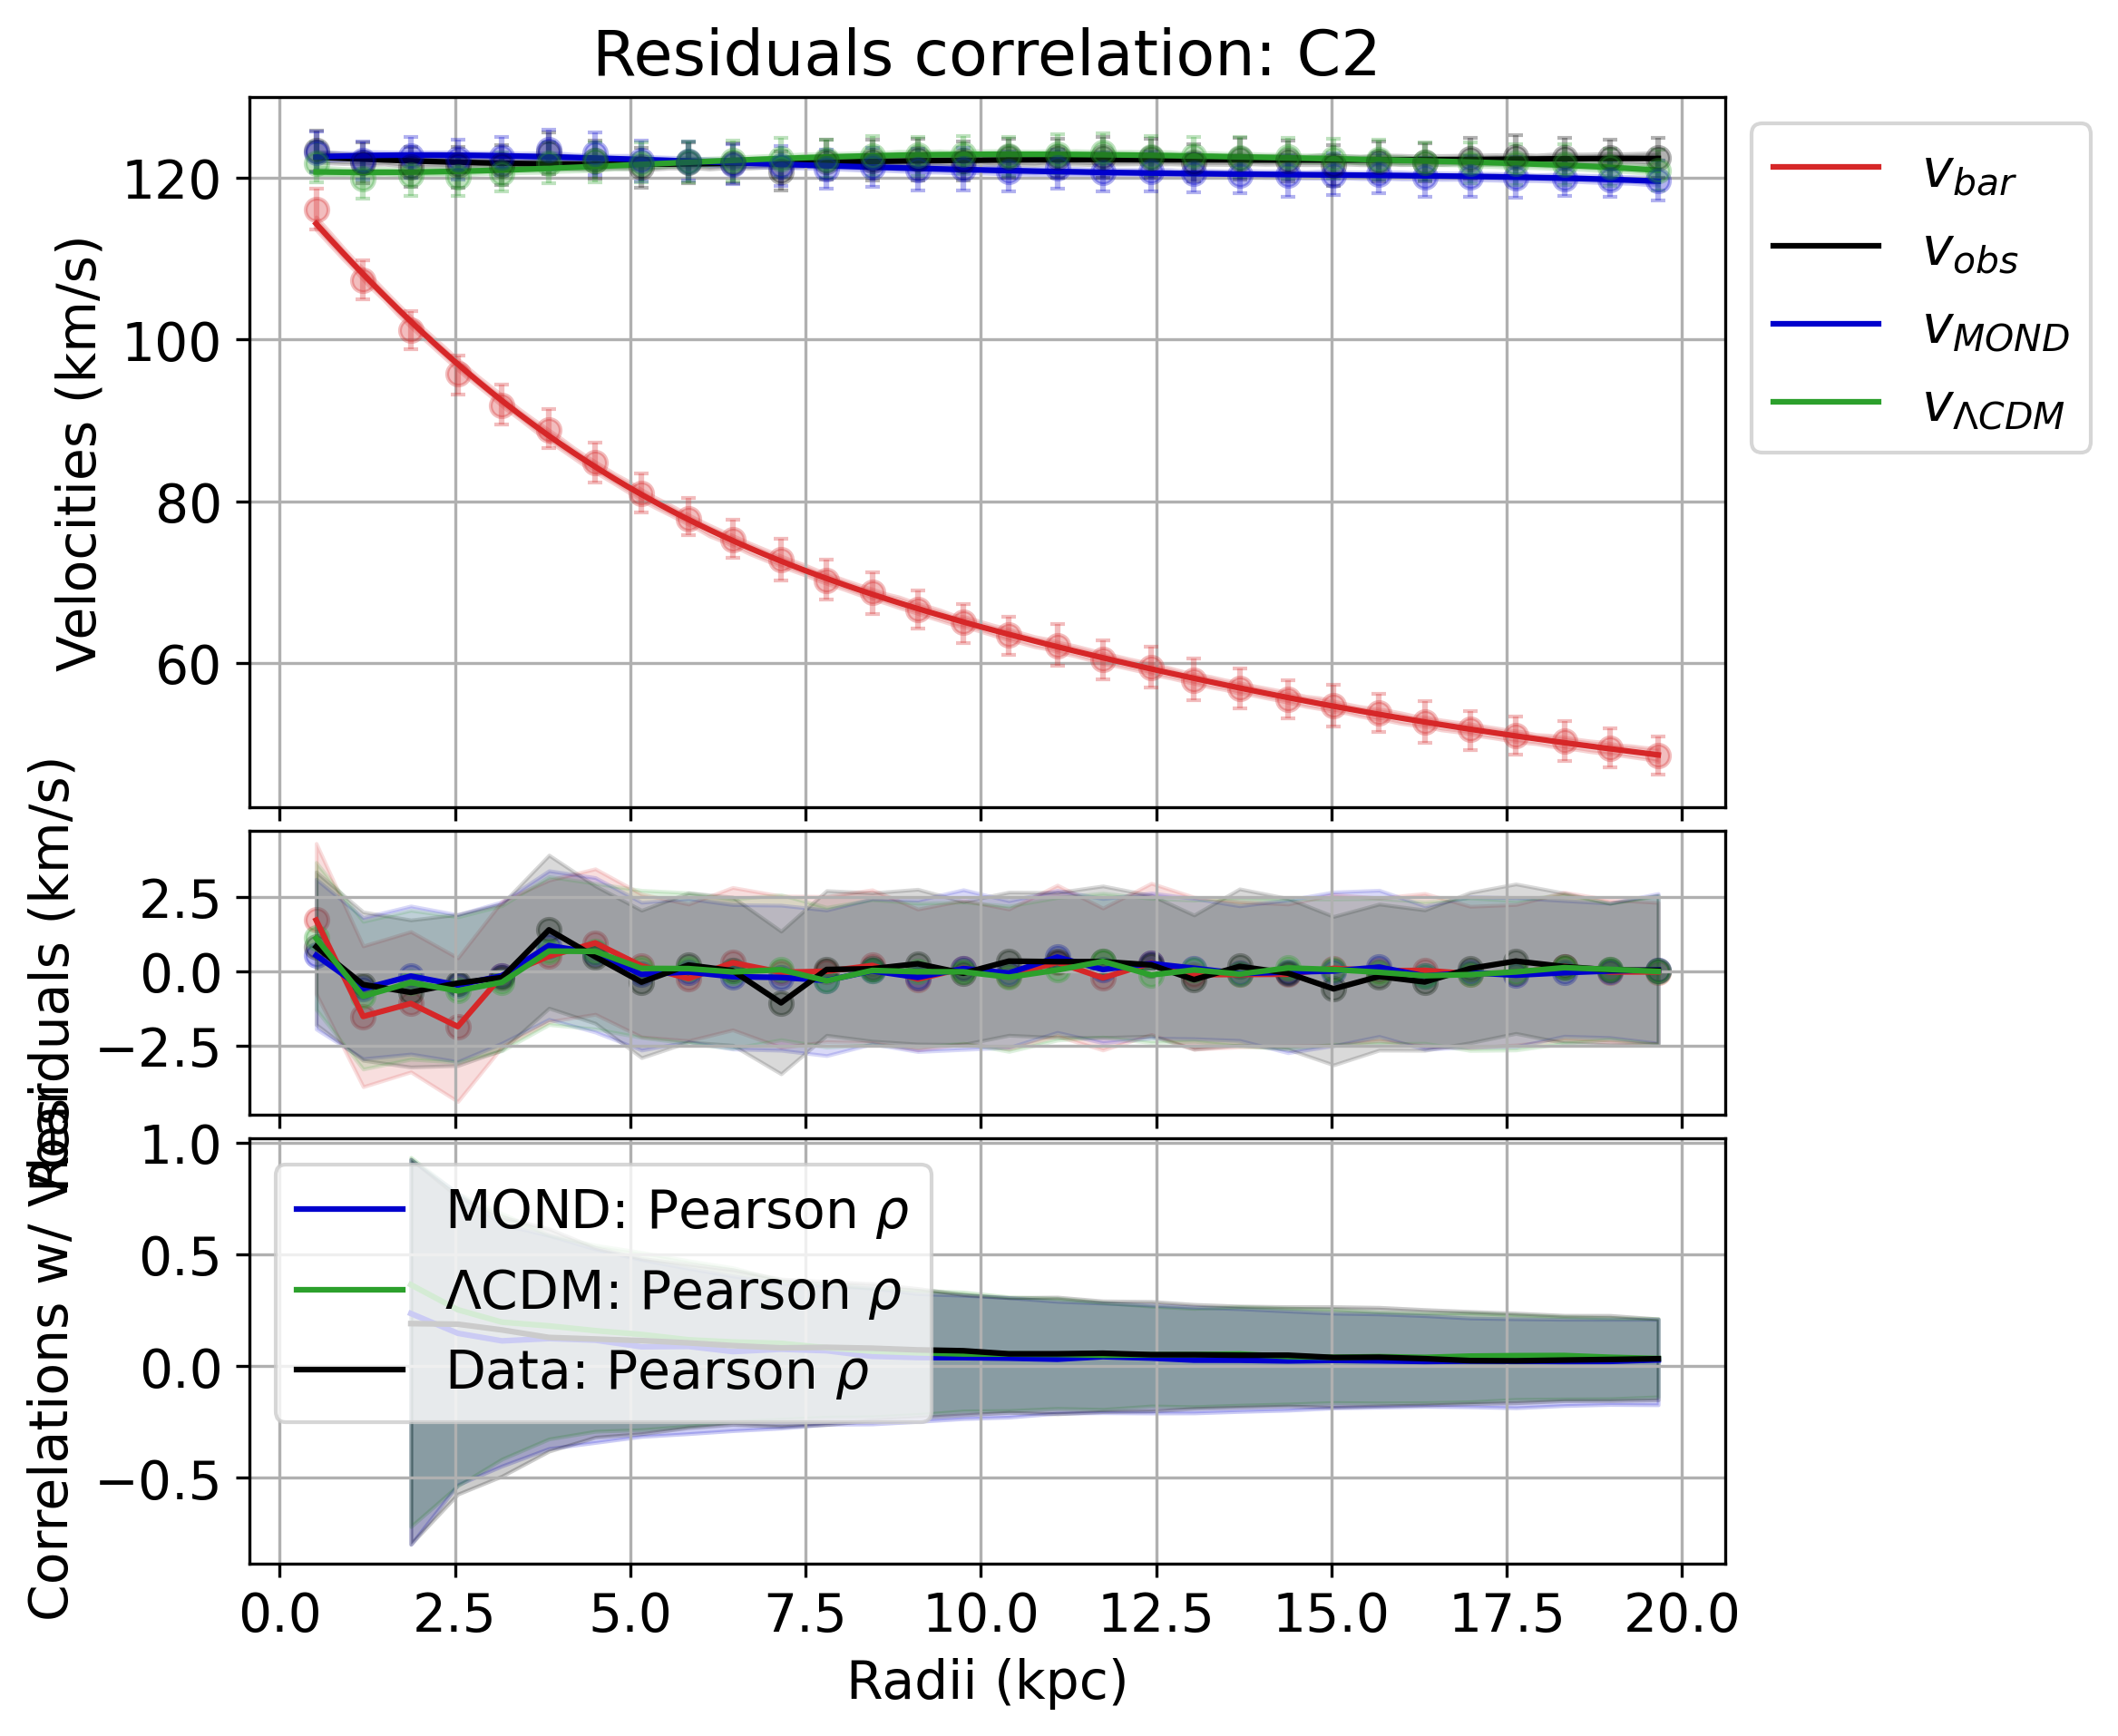 Residuals correlation: C2
Velocities (km/s)
120
100
80
60
v_bar
v_obs
v_MOND
v_ΛCDM
Residuals (km/s)
2.5
0.0
−2.5
Correlations w/ Vbar
1.0
0.5
0.0
−0.5
MOND: Pearson ρ
ΛCDM: Pearson ρ
Data: Pearson ρ
0.0 2.5 5.0 7.5 10.0 12.5 15.0 17.5 20.0
Radii (kpc)